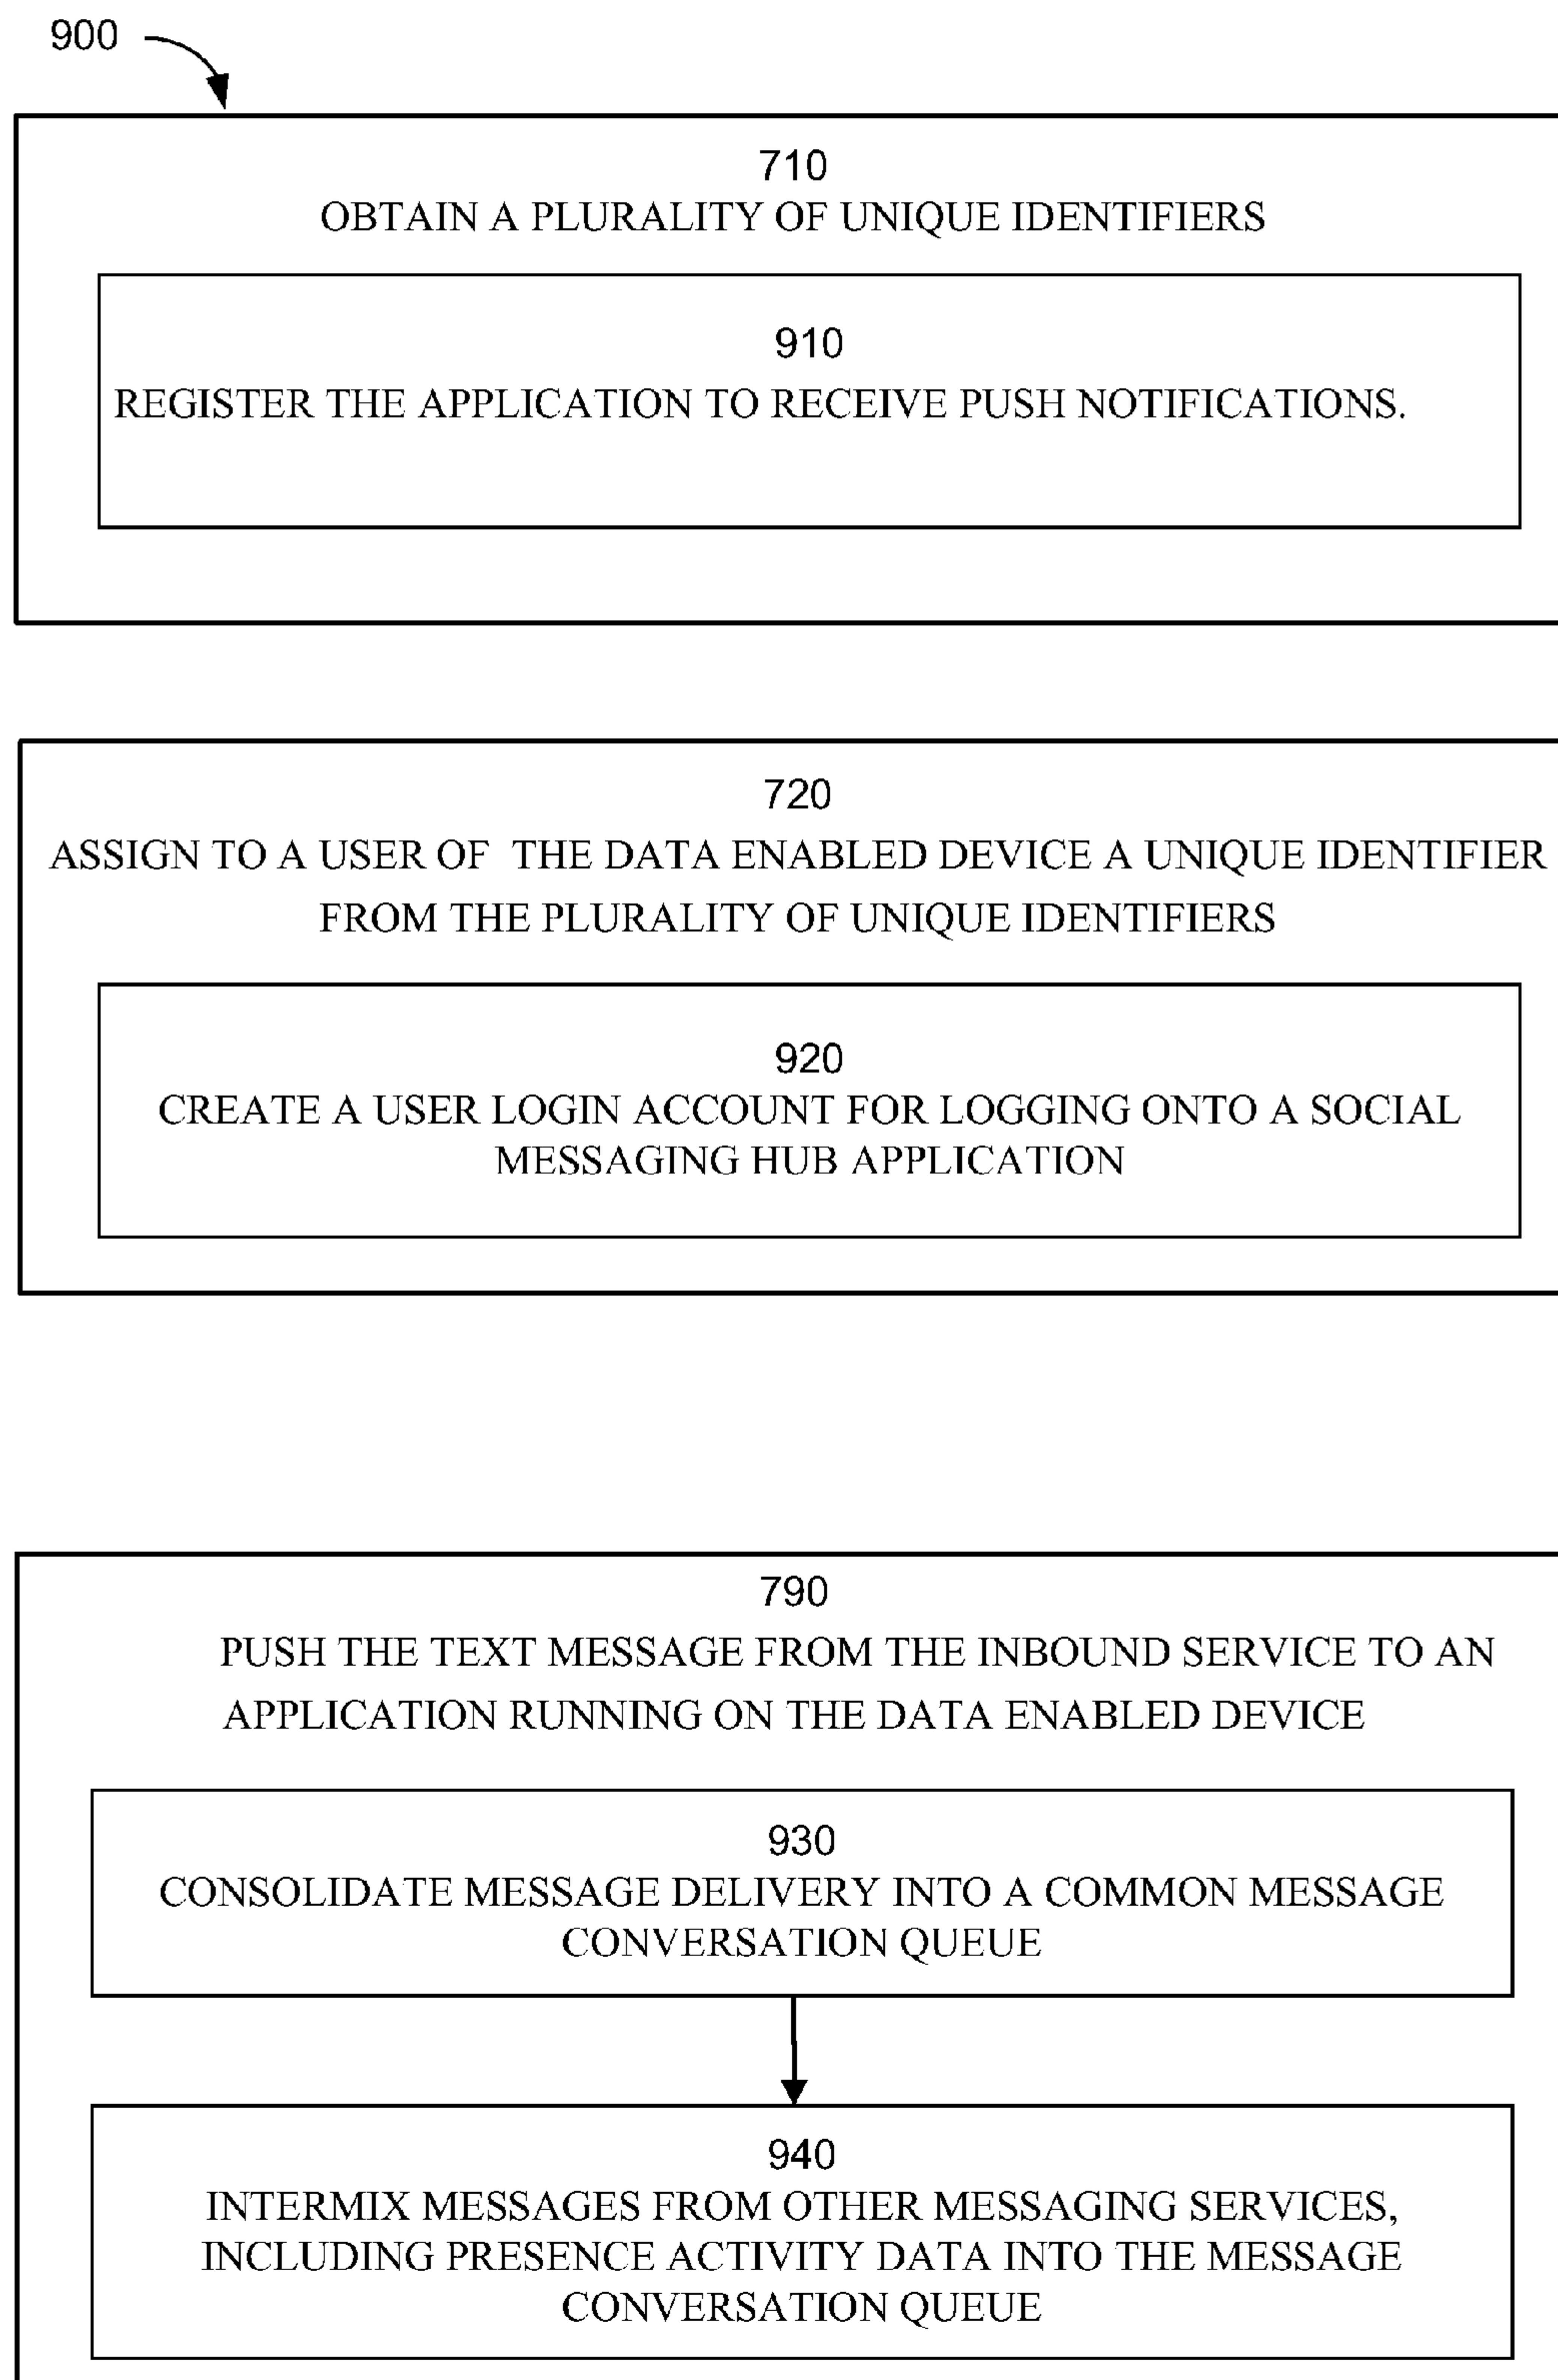 900
710
OBTAIN A PLURALITY OF UNIQUE IDENTIFIERS
910
REGISTER THE APPLICATION TO RECEIVE PUSH NOTIFICATIONS.
720
ASSIGN TO A USER OF THE DATA ENABLED DEVICE A UNIQUE IDENTIFIER
FROM THE PLURALITY OF UNIQUE IDENTIFIERS
920
CREATE A USER LOGIN ACCOUNT FOR LOGGING ONTO A SOCIAL
MESSAGING HUB APPLICATION
790
PUSH THE TEXT MESSAGE FROM THE INBOUND SERVICE TO AN
APPLICATION RUNNING ON THE DATA ENABLED DEVICE
930
CONSOLIDATE MESSAGE DELIVERY INTO A COMMON MESSAGE
CONVERSATION QUEUE
940
INTERMIX MESSAGES FROM OTHER MESSAGING SERVICES,
INCLUDING PRESENCE ACTIVITY DATA INTO THE MESSAGE
CONVERSATION QUEUE